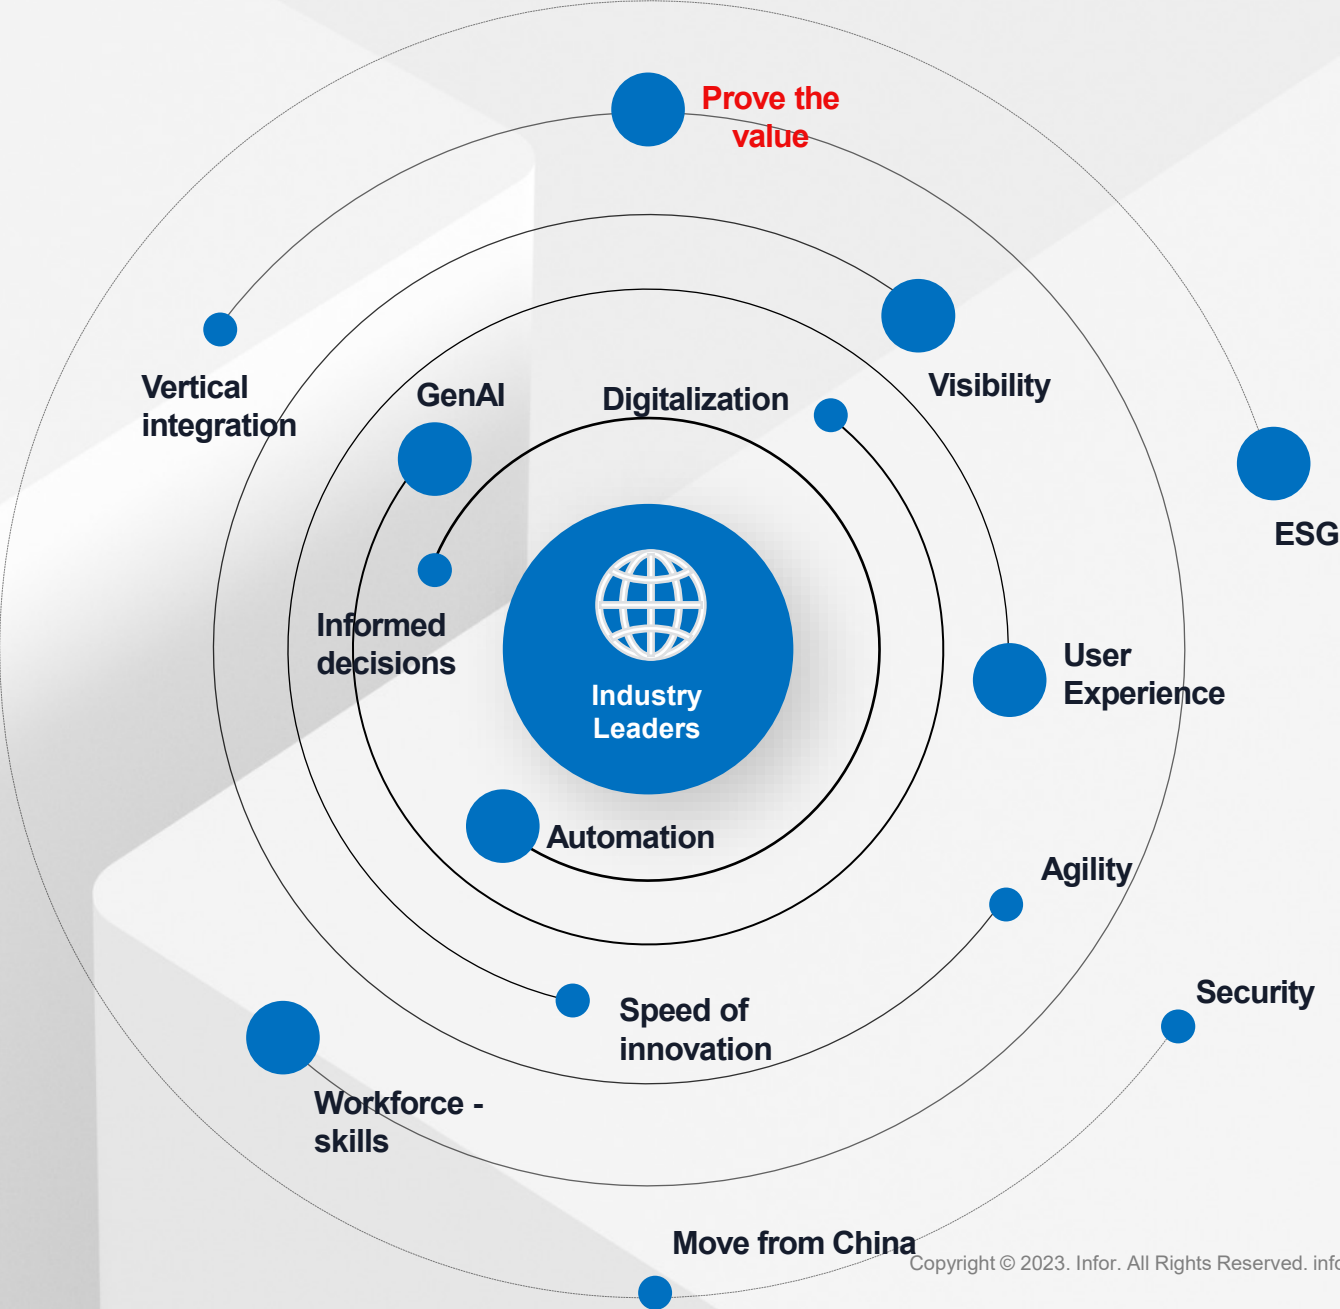 Prove the
value
Vertical
integration
GenAI
Digitalization
Visibility
ESG
Informed
decisions
Industry
Leaders
User
Experience
Automation
Agility
Security
Speed of
innovation
Workforce -
skills
Move from China
Copyright © 2023. Infor. All Rights Reserved.